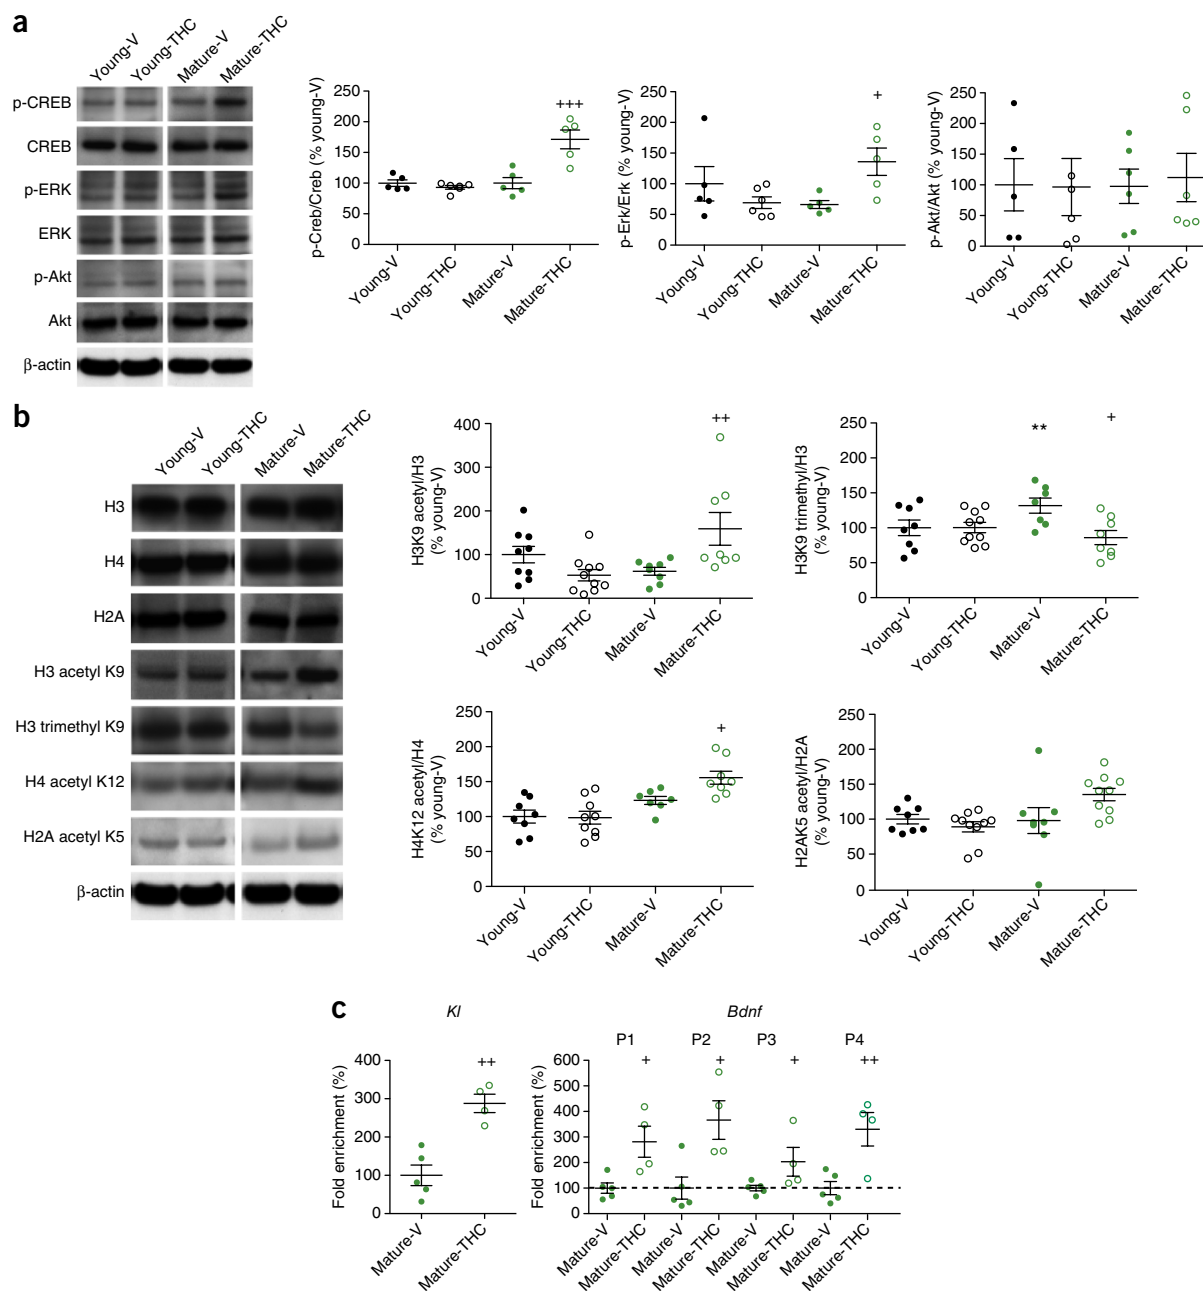 a
Young-V
Young-THC
Mature-V
Mature-THC
p-CREB
CREB
p-ERK
ERK
p-Akt
Akt
β-actin
p-Creb/Creb (% young-V)
250
200
150
100
50
0
+++
Young-V
Young-THC
Mature-V
Mature-THC
p-Erk/Erk (% young-V)
250
200
150
100
50
0
+
Young-V
Young-THC
Mature-V
Mature-THC
p-Akt/Akt (% young-V)
250
200
150
100
50
0
Young-V
Young-THC
Mature-V
Mature-THC
b
Young-V
Young-THC
Mature-V
Mature-THC
H3
H4
H2A
H3 acetyl K9
H3 trimethyl K9
H4 acetyl K12
H2A acetyl K5
β-actin
H3K9 acetyl/H3
(% young-V)
400
300
200
100
0
++
Young-V
Young-THC
Mature-V
Mature-THC
H3K9 trimethyl/H3
(% young-V)
250
200
150
100
50
0
**
+
Young-V
Young-THC
Mature-V
Mature-THC
H4K12 acetyl/H4
(% young-V)
250
200
150
100
50
0
+
Young-V
Young-THC
Mature-V
Mature-THC
H2AK5 acetyl/H2A
(% young-V)
250
200
150
100
50
0
Young-V
Young-THC
Mature-V
Mature-THC
c
Kl
Fold enrichment (%)
400
300
200
100
0
++
Mature-V
Mature-THC
Bdnf
P1 P2 P3 P4
+ + + ++
Fold enrichment (%)
600
400
300
200
100
0
Mature-V
Mature-THC
Mature-V
Mature-THC
Mature-V
Mature-THC
Mature-V
Mature-THC